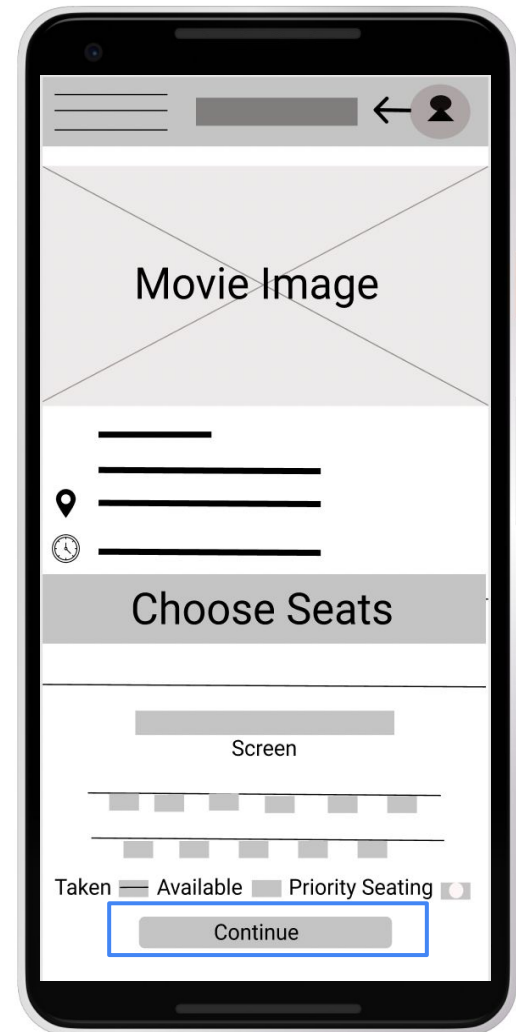 Movie Image
Choose Seats
Screen
Taken Available Priority Seating
Continue